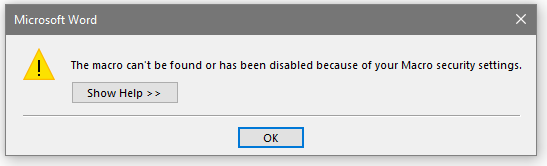 Microsoft Word
The macro can't be found or has been disabled because of your Macro security settings.
Show Help >>
OK